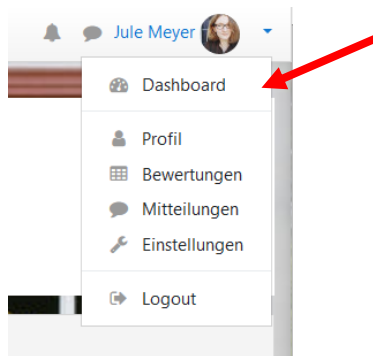 Jule Meyer
Dashboard
Profil
Bewertungen
Mitteilungen
Einstellungen
Logout